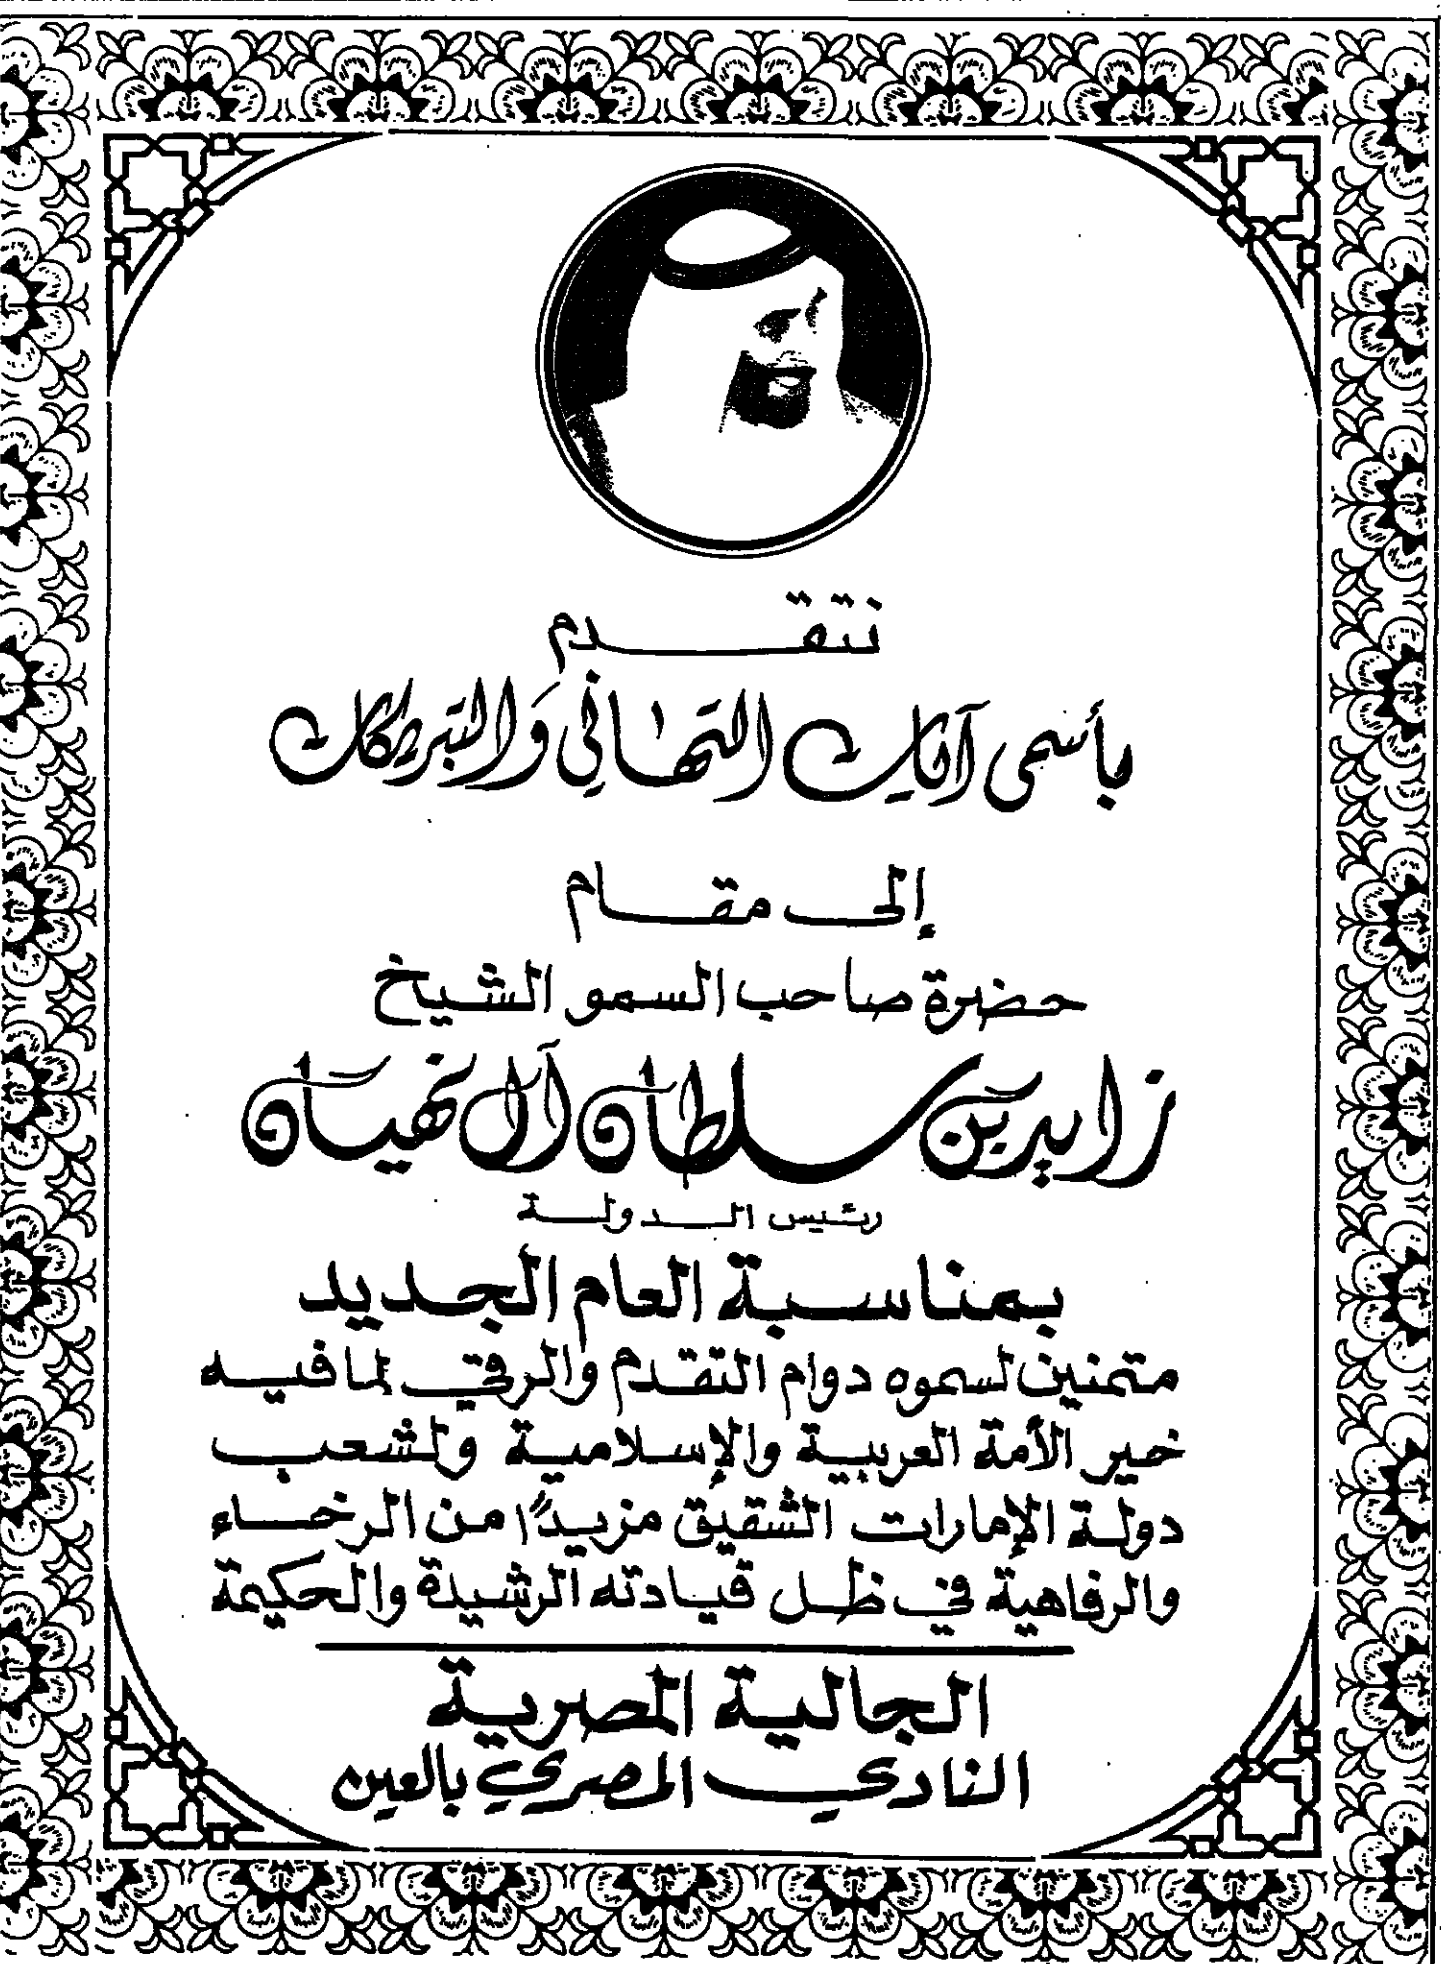 نتقدم
بأسمى آيات التهاني والتبريكات
إلى مقام
حضرة صاحب السمو الشيخ
زايد بن سلطان آل نهيان
رئيس الدولة
بمناسبة العام الجديد
متمنين لسموه دوام التقدم والرقي لما فيه
خير الأمة العربية والإسلامية ولشعب
دولة الإمارات الشقيق مزيدًا من الرخاء
والرفاهية في ظل قيادته الرشيدة والحكيمة
الجالية المصرية
النادي المصري بالعين